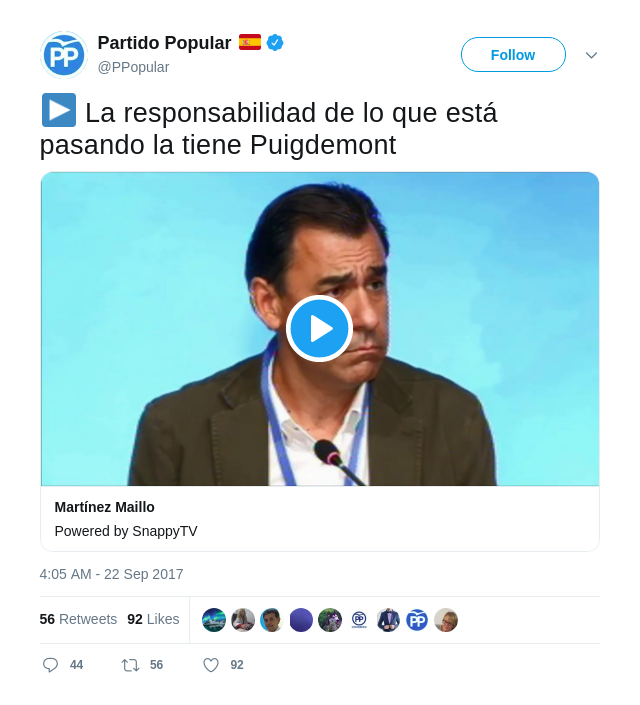 Partido Popular
@PPopular
Follow
La responsabilidad de lo que está
pasando la tiene Puigdemont
Martínez Maillo
Powered by SnappyTV
4:05 AM - 22 Sep 2017
56 Retweets 92 Likes
44 56 92